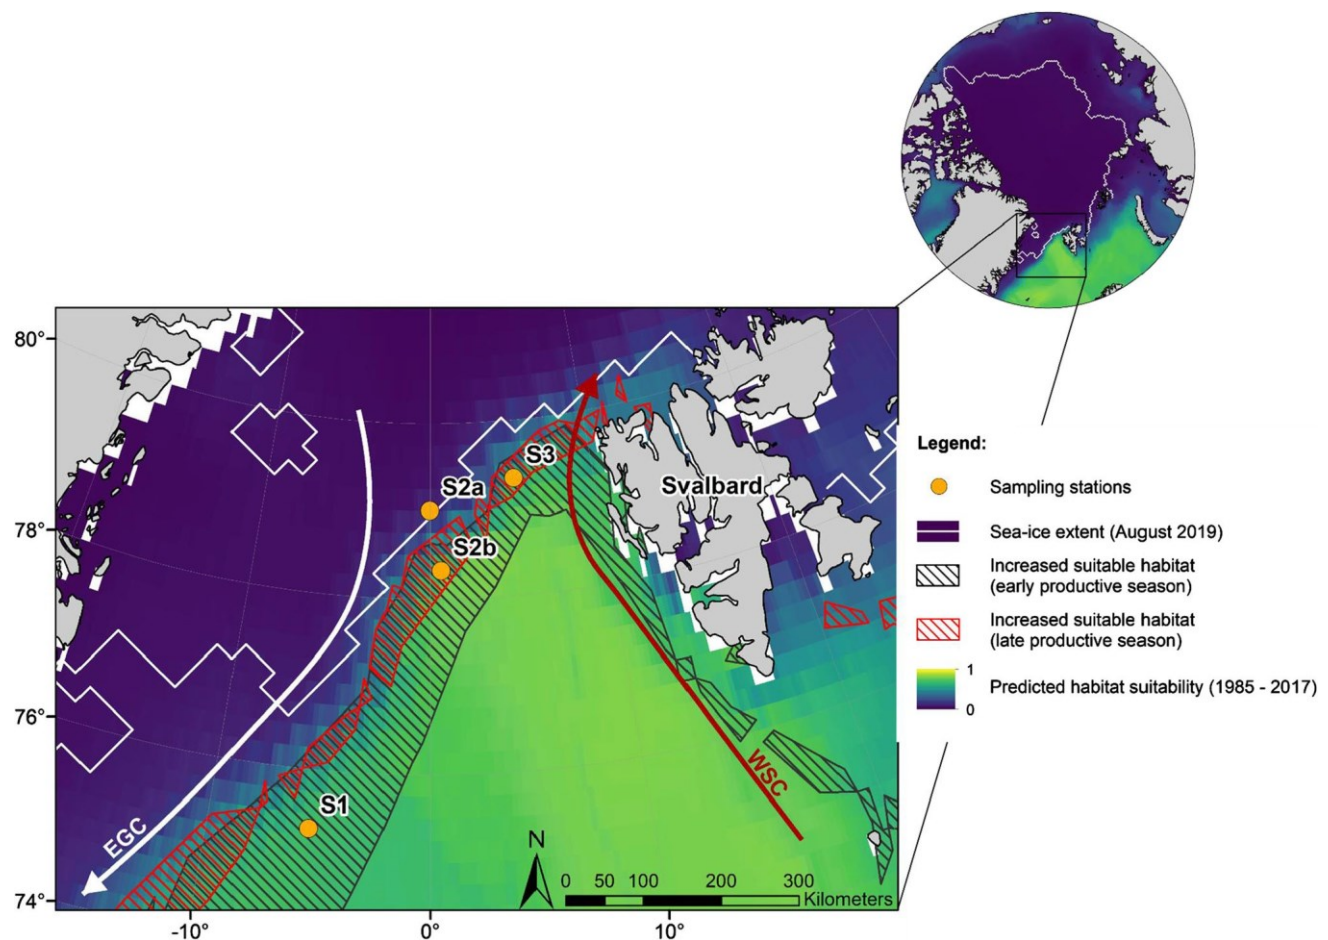 80°
78°
76°
74°
-10°
0°
10°
S3
S2a
Svalbard
S2b
S1
WSC
EGC
N
0 50 100 200 300
Kilometers
Legend:
Sampling stations
Sea-ice extent (August 2019)
Increased suitable habitat
(early productive season)
Increased suitable habitat
(late productive season)
1
Predicted habitat suitability (1985 - 2017)
0